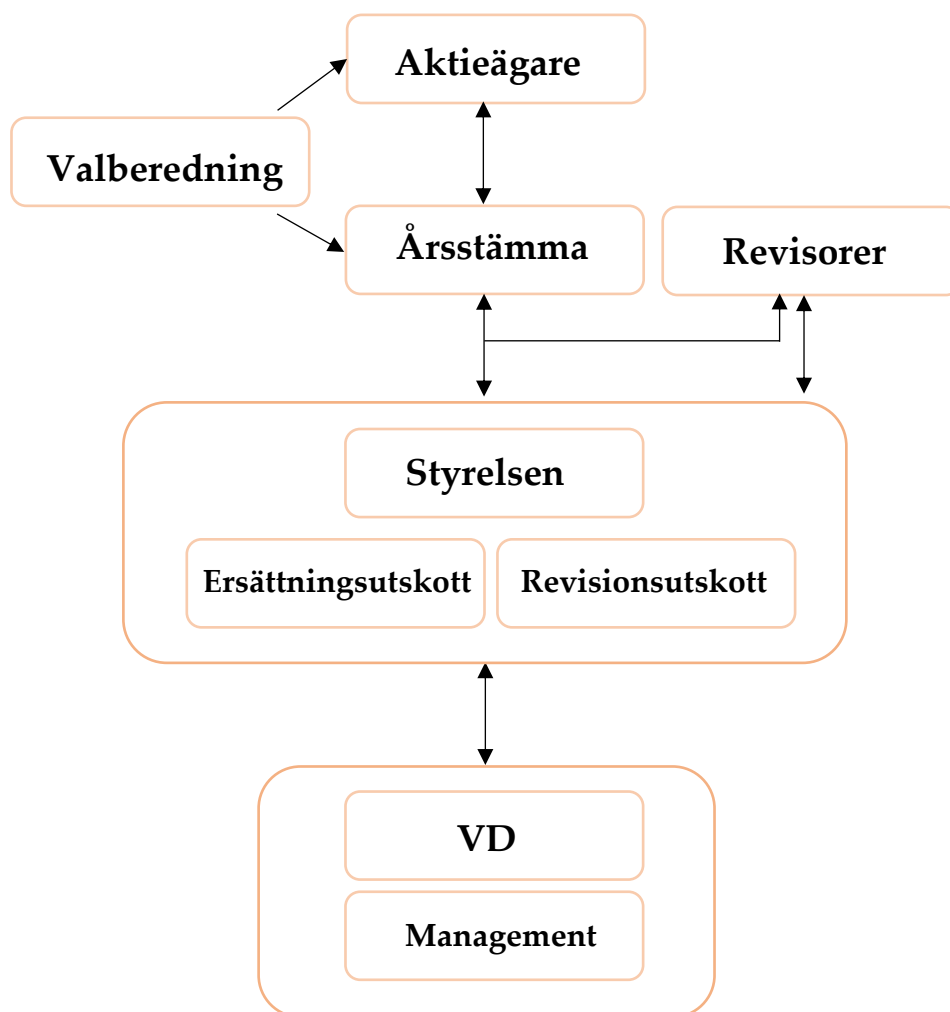 Aktieägare
Valberedning
Årsstämma
Revisorer
Styrelsen
Ersättningsutskott
Revisionsutskott
VD
Management